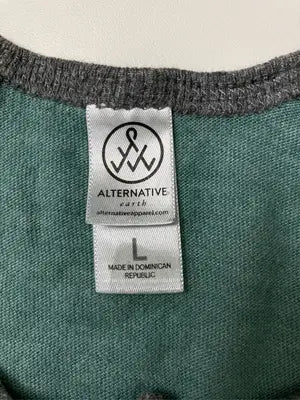 ALTERNATIVE
earth
alternativeapparel.com
L
MADE IN DOMINICAN
REPUBLIC